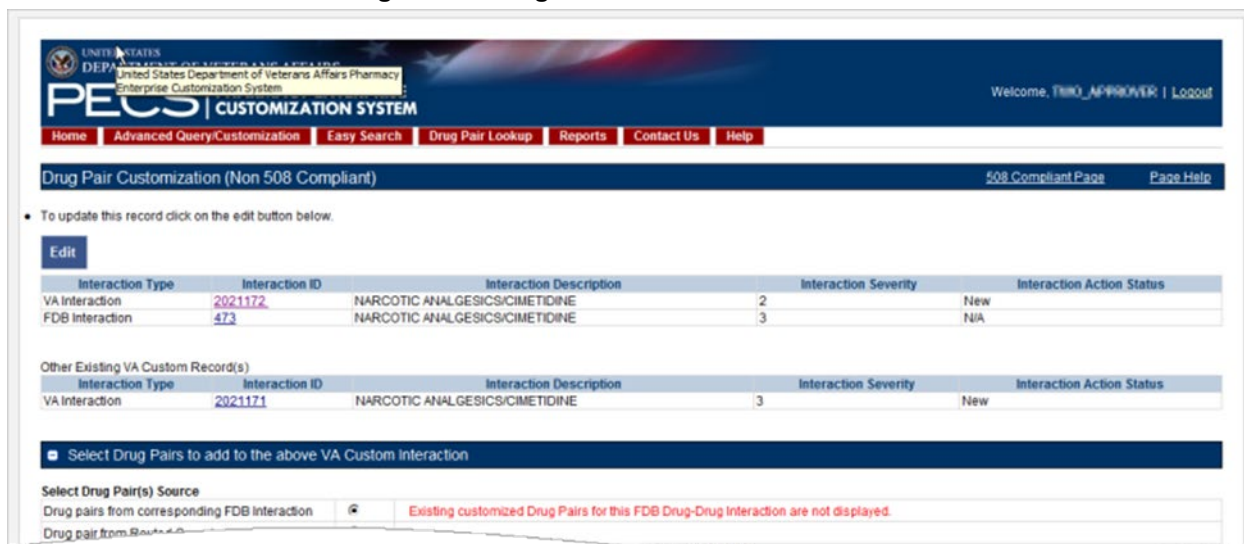 UNITED STATES
DEPARTMENT OF VETERANS AFFAIRS
United States Department of Veterans Affairs Pharmacy
Enterprise Customization System
PECS | CUSTOMIZATION SYSTEM
Welcome, | Logout
Home Advanced Query/Customization Easy Search Drug Pair Lookup Reports Contact Us Help
Drug Pair Customization (Non 508 Compliant) 508 Compliant Page Page Help
• To update this record click on the edit button below.
Edit
Interaction Type Interaction ID Interaction Description Interaction Severity Interaction Action Status
VA Interaction 2021172 NARCOTIC ANALGESICS/CIMETIDINE 2 New
FDB Interaction 473 NARCOTIC ANALGESICS/CIMETIDINE 3 N/A
Other Existing VA Custom Record(s)
Interaction Type Interaction ID Interaction Description Interaction Severity Interaction Action Status
VA Interaction 2021171 NARCOTIC ANALGESICS/CIMETIDINE 3 New
Select Drug Pairs to add to the above VA Custom Interaction
Select Drug Pair(s) Source
Drug pairs from corresponding FDB Interaction Existing customized Drug Pairs for this FDB Drug-Drug Interaction are not displayed.
Drug pair from